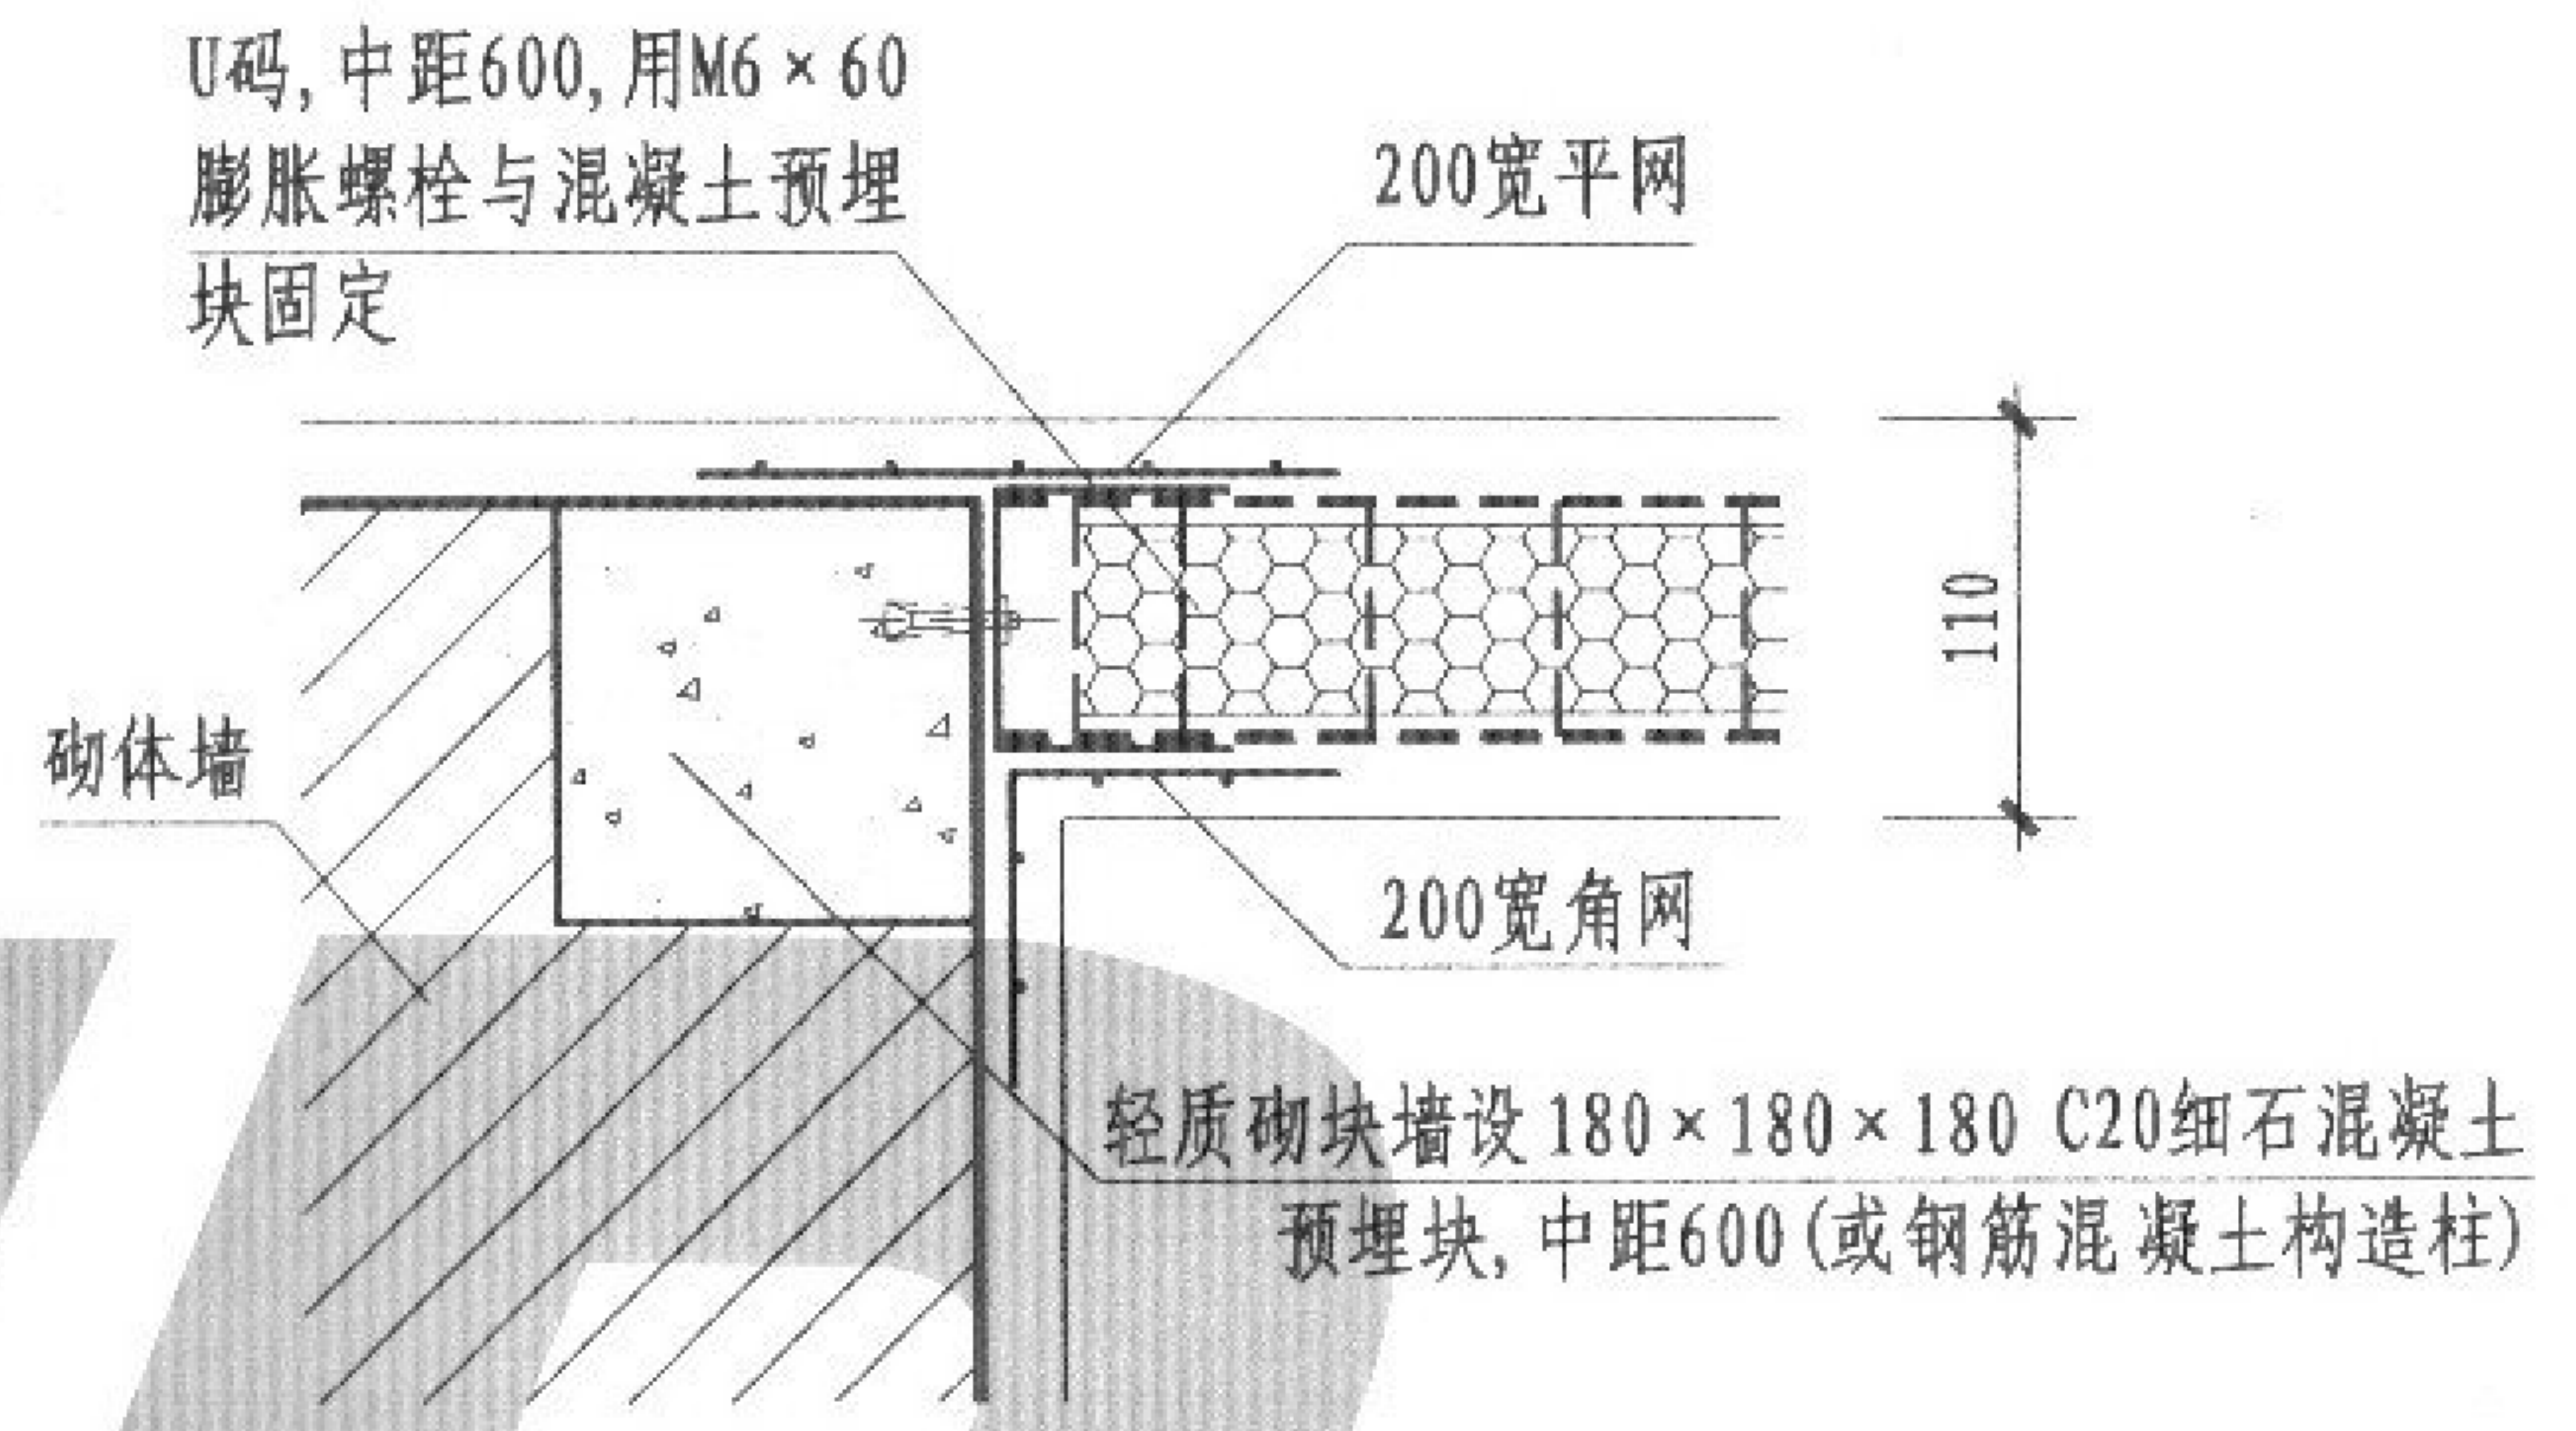 U码,中距600,用M6×60
膨胀螺栓与混凝土预埋
块固定
200宽平网
110
砌体墙
200宽角网
轻质砌块墙设180×180×180 C20细石混凝土
预埋块,中距600(或钢筋混凝土构造柱)